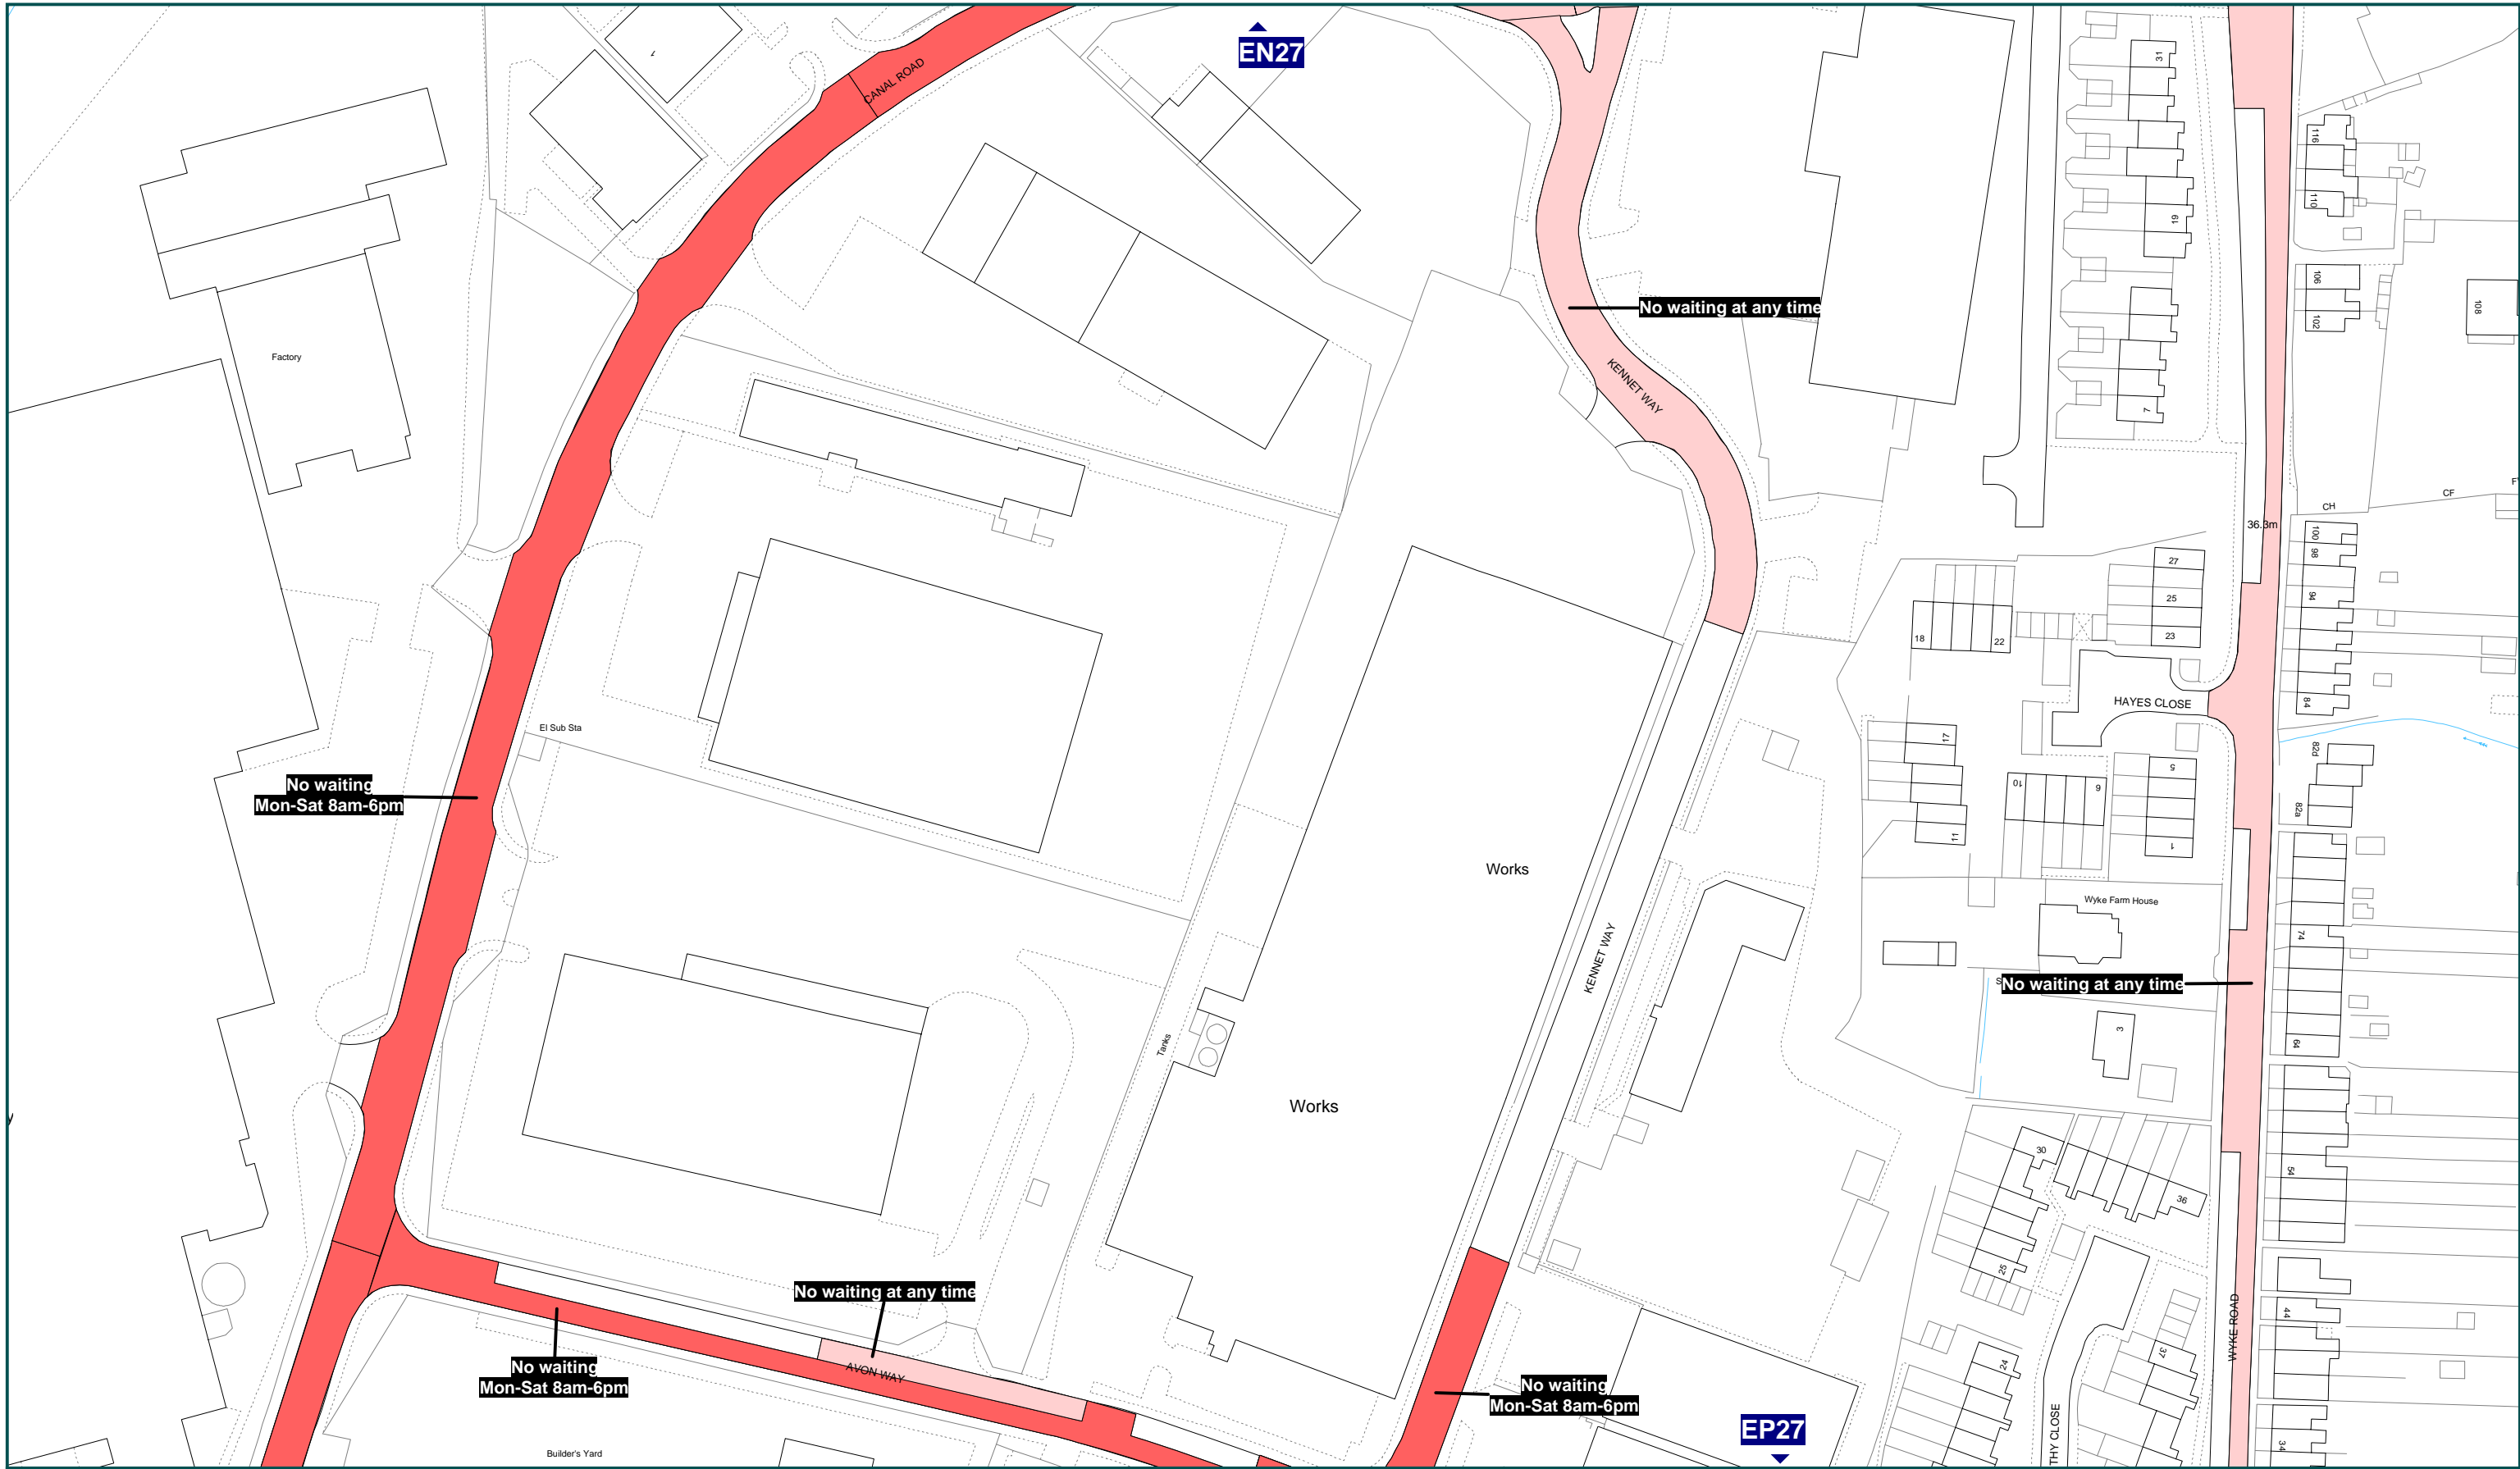 EN27
CANAL ROAD
1
31
116
19
110
106
102
108
No waiting at any time
Factory
KENNET WAY
7
CH
CF
36.3m
100
98
94
27
25
23
18
22
HAYES CLOSE
84
El Sub Sta
17
82d
No waiting
Mon-Sat 8am-6pm
10
6
5
11
1
82a
Works
Wyke Farm House
74
KENNET WAY
No waiting at any time
3
64
Tanks
Works
30
36
54
25
No waiting at any time
44
WYKE ROAD
No waiting
Mon-Sat 8am-6pm
AVON WAY
24
37
No waiting
Mon-Sat 8am-6pm
EP27
THY CLOSE
34
Builder's Yard